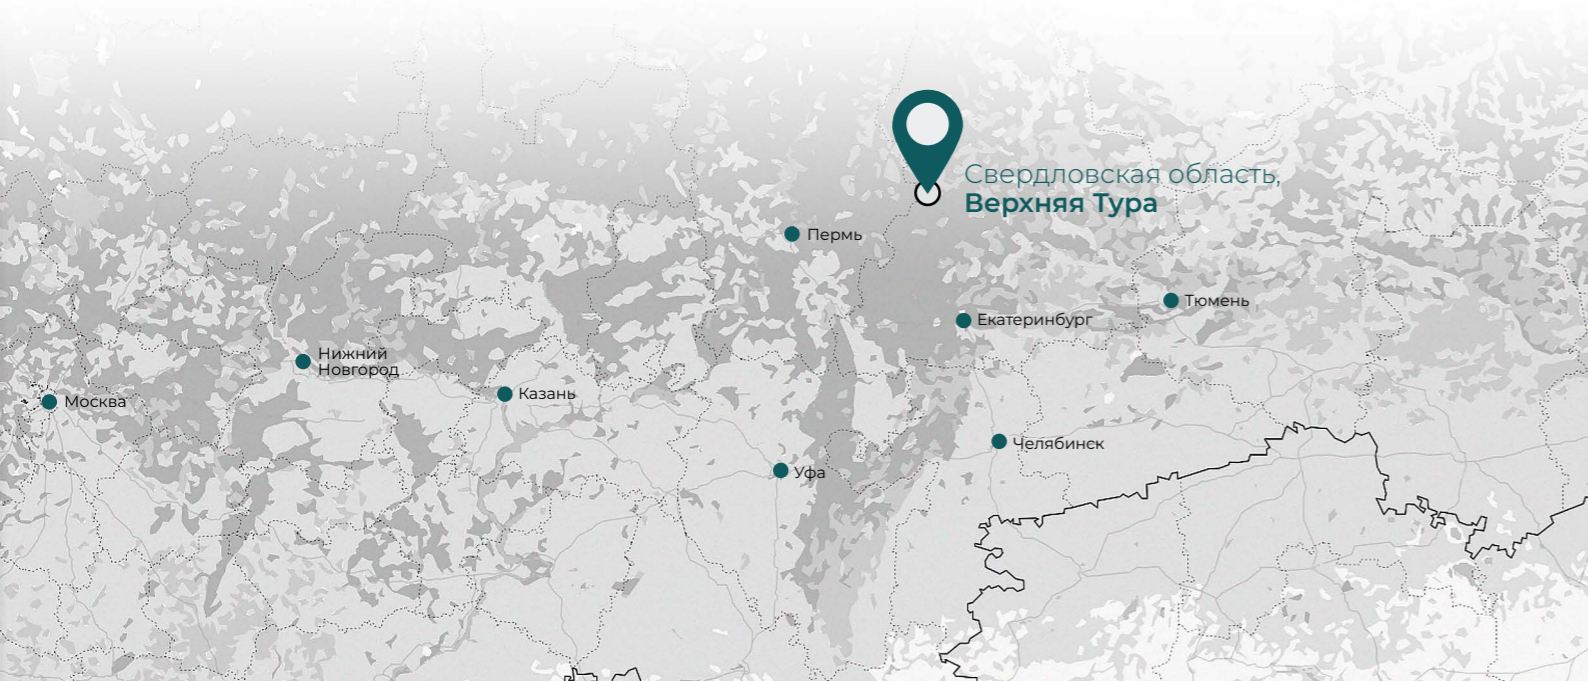 Свердловская область,
Верхняя Тура
Пермь
Тюмень
Екатеринбург
Нижний
Новгород
Казань
Москва
Челябинск
Уфа